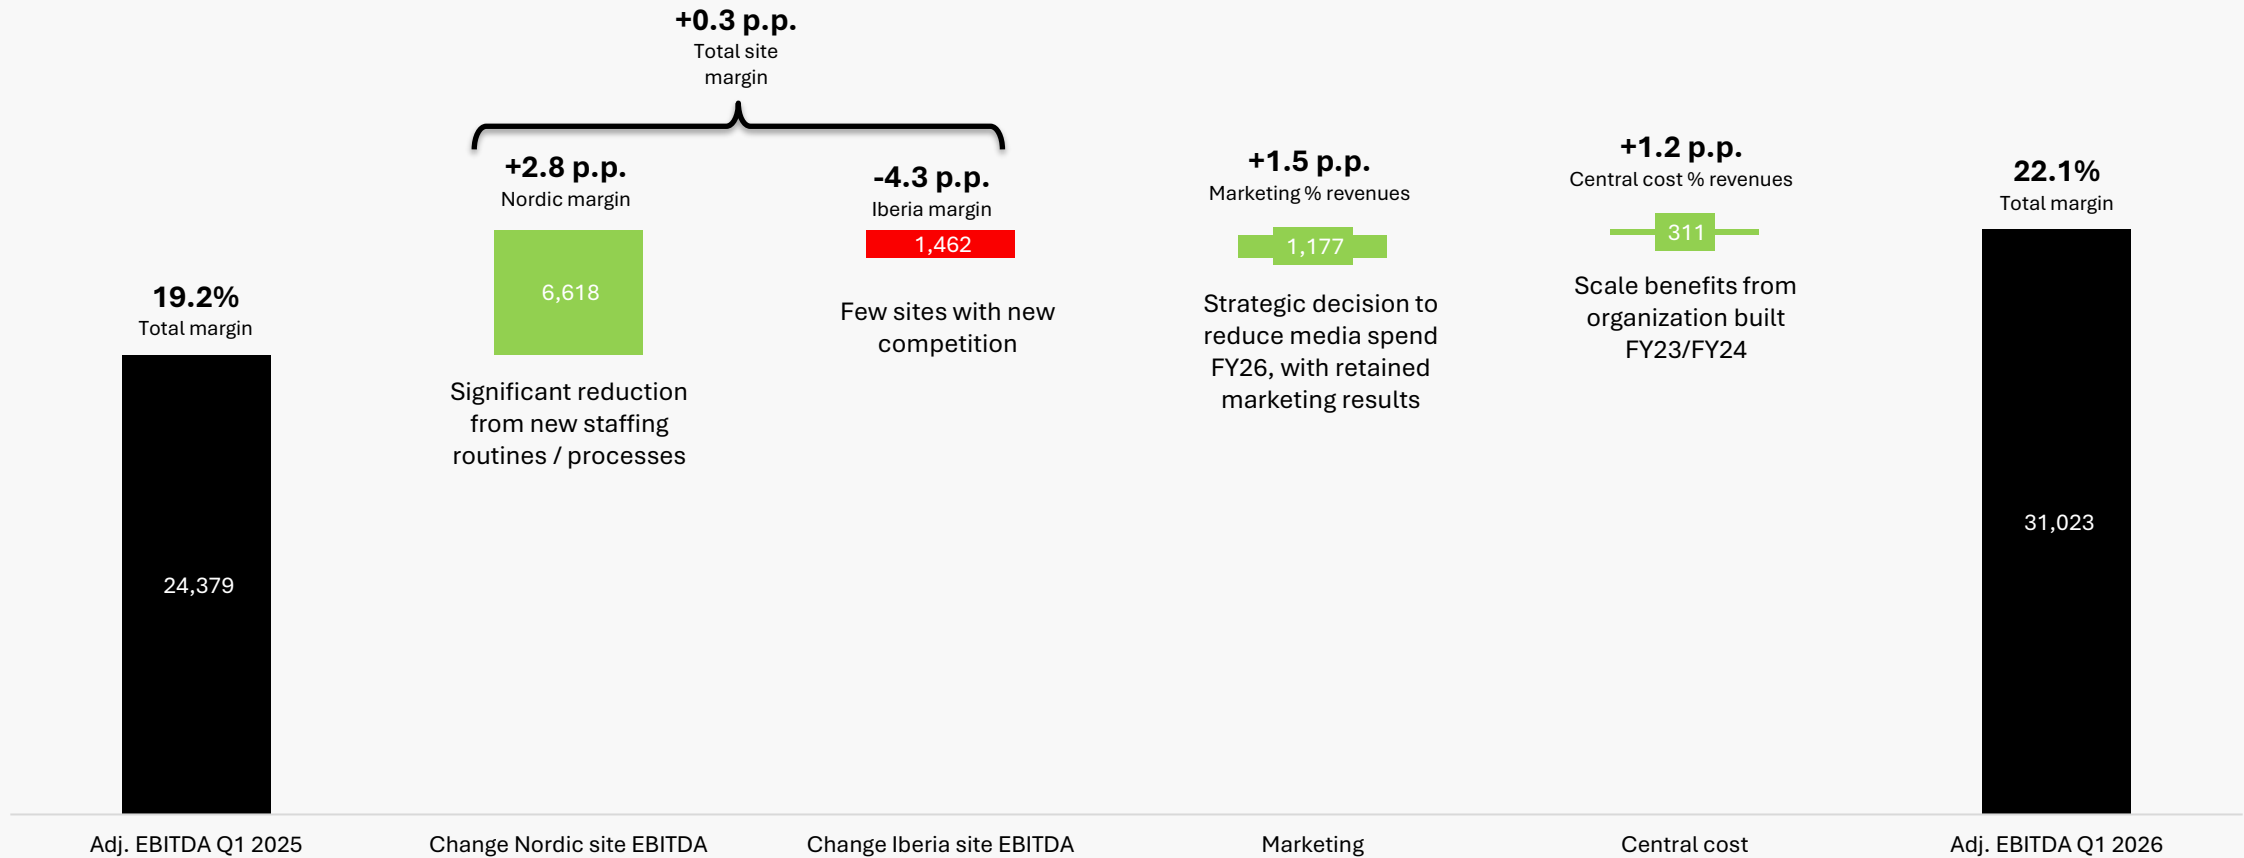 +0.3 p.p.
Total site
margin
19.2%
Total margin
24,379
+2.8 p.p.
Nordic margin
6,618
Significant reduction
from new staffing
routines / processes
-4.3 p.p.
Iberia margin
1,462
Few sites with new
competition
+1.5 p.p.
Marketing % revenues
1,177
Strategic decision to
reduce media spend
FY26, with retained
marketing results
+1.2 p.p.
Central cost % revenues
311
Scale benefits from
organization built
FY23/FY24
22.1%
Total margin
31,023
Adj. EBITDA Q1 2025
Change Nordic site EBITDA
Change Iberia site EBITDA
Marketing
Central cost
Adj. EBITDA Q1 2026